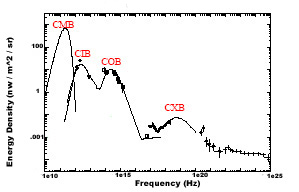 CMB
CIB
COB
CXB
100
1
.001
Energy Density (nw / m^2 / sr)
1e10
1e15
1e20
1e25
Frequency (Hz)